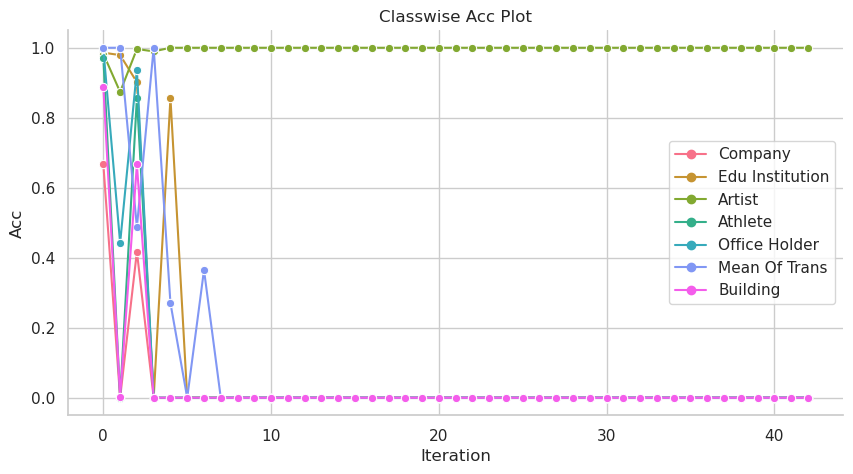 Classwise Acc Plot
Acc
1.0
0.8
0.6
0.4
0.2
0.0
Company
Edu Institution
Artist
Athlete
Office Holder
Mean Of Trans
Building
0
10
20
30
40
Iteration